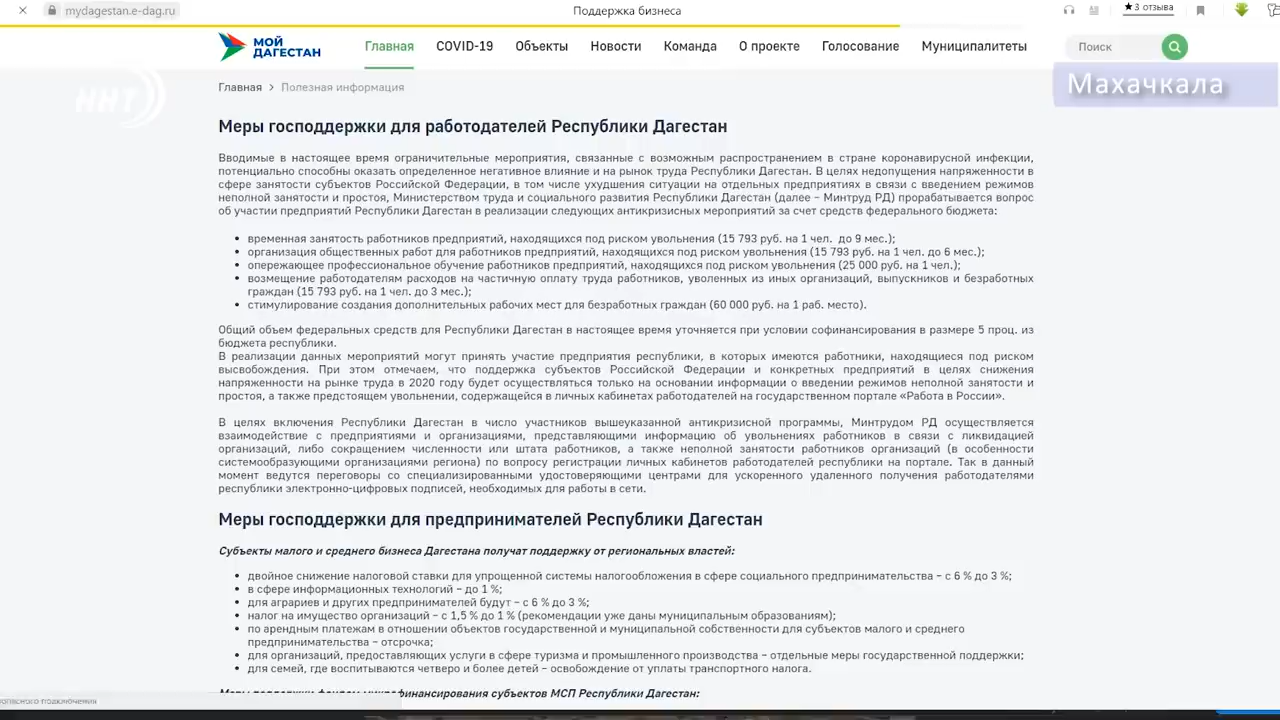 mydagestan.e-dag.ru
Поддержка бизнеса
3 отзыва
МОЙ
ДАГЕСТАН
Главная COVID-19 Объекты Новости Команда О проекте Голосование Муниципалитеты
Поиск
ННТ
Махачкала
Главная > Полезная информация
Меры господдержки для работодателей Республики Дагестан
Вводимые в настоящее время ограничительные мероприятия, связанные с возможным распространением в стране коронавирусной инфекции,
потенциально способны оказать определенное негативное влияние и на рынок труда Республики Дагестан. В целях недопущения напряженности в
сфере занятости субъектов Российской Федерации, в том числе ухудшения ситуации на отдельных предприятиях в связи с введением режимов
неполной занятости и простоя, Министерством труда и социального развития Республики Дагестан (далее – Минтруд РД) прорабатывается вопрос
об участии предприятий Республики Дагестан в реализации следующих антикризисных мероприятий за счет средств федерального бюджета:
• временная занятость работников предприятий, находящихся под риском увольнения (15 793 руб. на 1 чел. до 9 мес.);
• организация общественных работ для работников предприятий, находящихся под риском увольнения (15 793 руб. на 1 чел. до 6 мес.);
• опережающее профессиональное обучение работников предприятий, находящихся под риском увольнения (25 000 руб. на 1 чел.);
• возмещение работодателям расходов на частичную оплату труда работников, уволенных из иных организаций, выпускников и безработных
граждан (15 793 руб. на 1 чел. до 3 мес.);
• стимулирование создания дополнительных рабочих мест для безработных граждан (60 000 руб. на 1 раб. место).
Общий объем федеральных средств для Республики Дагестан в настоящее время уточняется при условии софинансирования в размере 5 проц. из
бюджета республики.
В реализации данных мероприятий могут принять участие предприятия республики, в которых имеются работники, находящиеся под риском
высвобождения. При этом отмечаем, что поддержка субъектов Российской Федерации и конкретных предприятий в целях снижения
напряженности на рынке труда в 2020 году будет осуществляться только на основании информации о введении режимов неполной занятости и
простоя, а также предстоящем увольнении, содержащейся в личных кабинетах работодателей на государственном портале «Работа в России».
В целях включения Республики Дагестан в число участников вышеуказанной антикризисной программы, Минтрудом РД осуществляется
взаимодействие с предприятиями и организациями, представляющими информацию об увольнениях работников в связи с ликвидацией
организаций, либо сокращением численности или штата работников, а также неполной занятости работников организаций (в особенности
системообразующими организациями региона) по вопросу регистрации личных кабинетов работодателей республики на портале. Так в данный
момент ведутся переговоры со специализированными удостоверяющими центрами для ускоренного удаленного получения работодателями
республики электронно-цифровых подписей, необходимых для работы в сети.
Меры господдержки для предпринимателей Республики Дагестан
Субъекты малого и среднего бизнеса Дагестана получат поддержку от региональных властей:
• двойное снижение налоговой ставки для упрощенной системы налогообложения в сфере социального предпринимательства – с 6 % до 3 %;
• в сфере информационных технологий – до 1 %;
• для аграриев и других предпринимателей будут – с 6 % до 3 %;
• налог на имущество организаций – с 1,5 % до 1 % (рекомендации уже даны муниципальным образованиям);
• по арендным платежам в отношении объектов государственной и муниципальной собственности для субъектов малого и среднего
предпринимательства – отсрочка;
• для организаций, предоставляющих услуги в сфере туризма и промышленного производства – отдельные меры государственной поддержки;
• для семей, где воспитываются четверо и более детей – освобождение от уплаты транспортного налога.
Меры поддержки фондом микрофинансирования субъектов МСП Республики Дагестан:
подключения